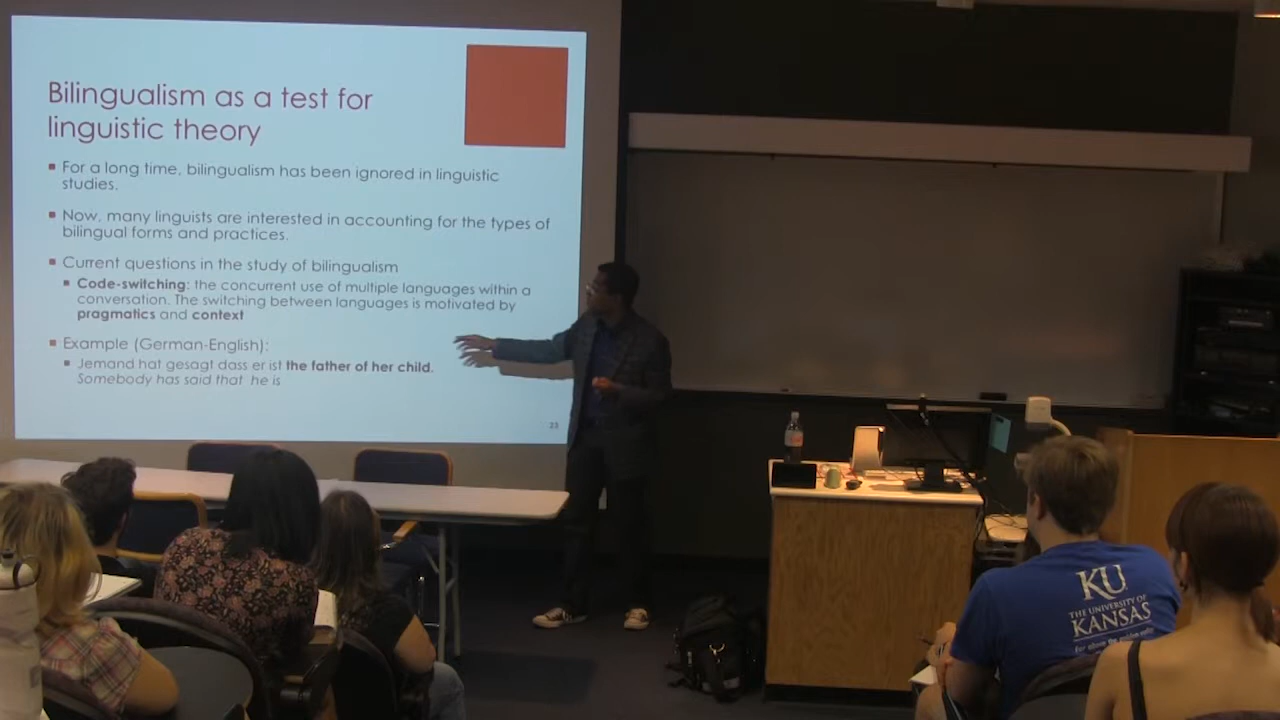 Bilingualism as a test for
linguistic theory
For a long time, bilingualism has been ignored in linguistic
studies.
Now, many linguists are interested in accounting for the types of
bilingual forms and practices.
Current questions in the study of bilingualism
Code-switching: the concurrent use of multiple languages within a
conversation. The switching between languages is motivated by
pragmatics and context
Example (German-English):
Jemand hat gesagt dass er ist the father of her child.
Somebody has said that he is
23
KU
THE UNIVERSITY OF
KANSAS